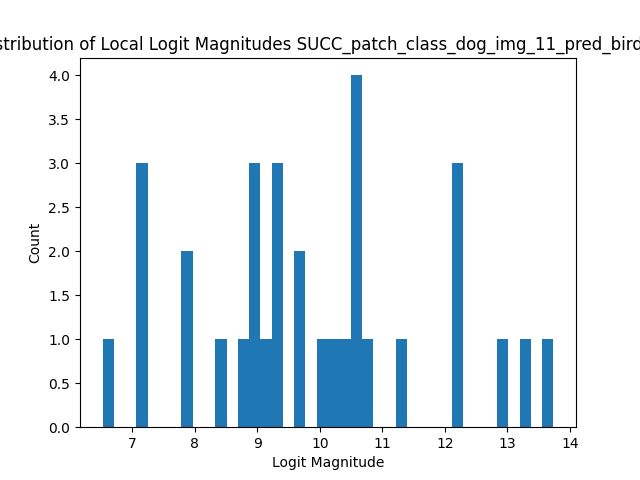 stribution of Local Logit Magnitudes SUCC_patch_class_dog_img_11_pred_bird
4.0
3.5
3.0
2.5
2.0
1.5
1.0
0.5
0.0
Count
7 8 9 10 11 12 13 14
Logit Magnitude